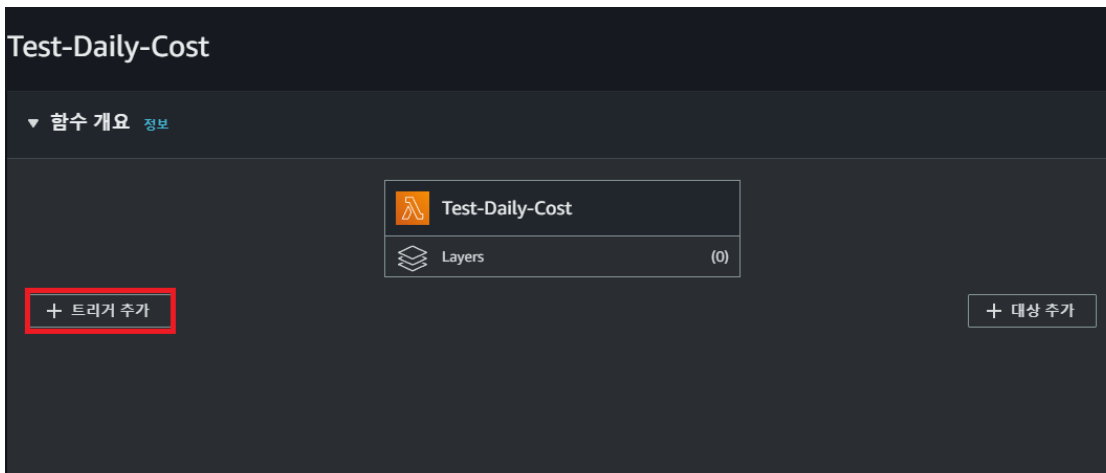 Test-Daily-Cost
▼ 함수 개요 정보
Test-Daily-Cost
Layers (0)
+ 트리거 추가
+ 대상 추가